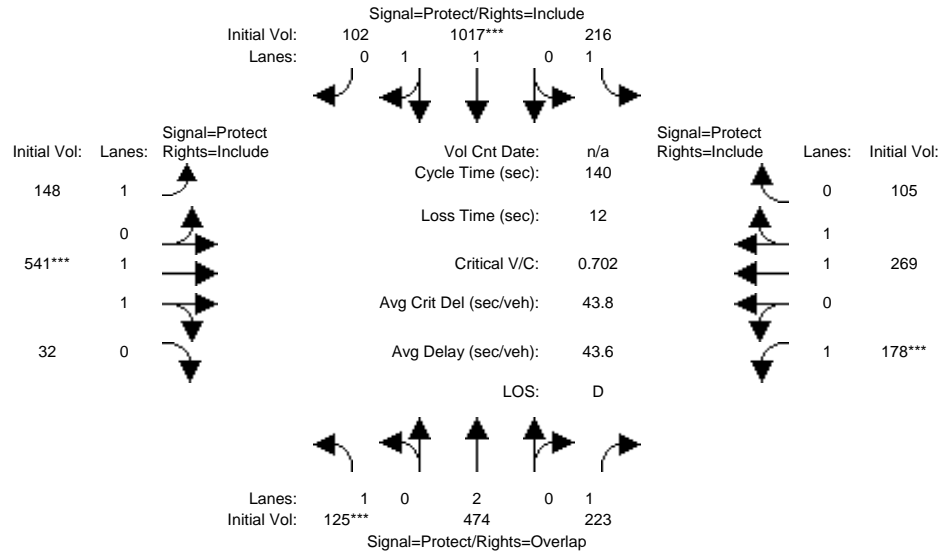 Signal=Protect/Rights=Include
Initial Vol: 102 1017*** 216
Lanes: 0 1 1 0 1
Signal=Protect Signal=Protect
Initial Vol: Lanes: Rights=Include Vol Cnt Date: n/a Rights=Include Lanes: Initial Vol:
Cycle Time (sec): 140
148 1 0 105
Loss Time (sec): 12
0 1
541*** 1 Critical V/C: 0.702 1 269
1 Avg Crit Del (sec/veh): 43.8 0
32 0 Avg Delay (sec/veh): 43.6 1 178***
LOS: D
Lanes: 1 0 2 0 1
Initial Vol: 125*** 474 223
Signal=Protect/Rights=Overlap